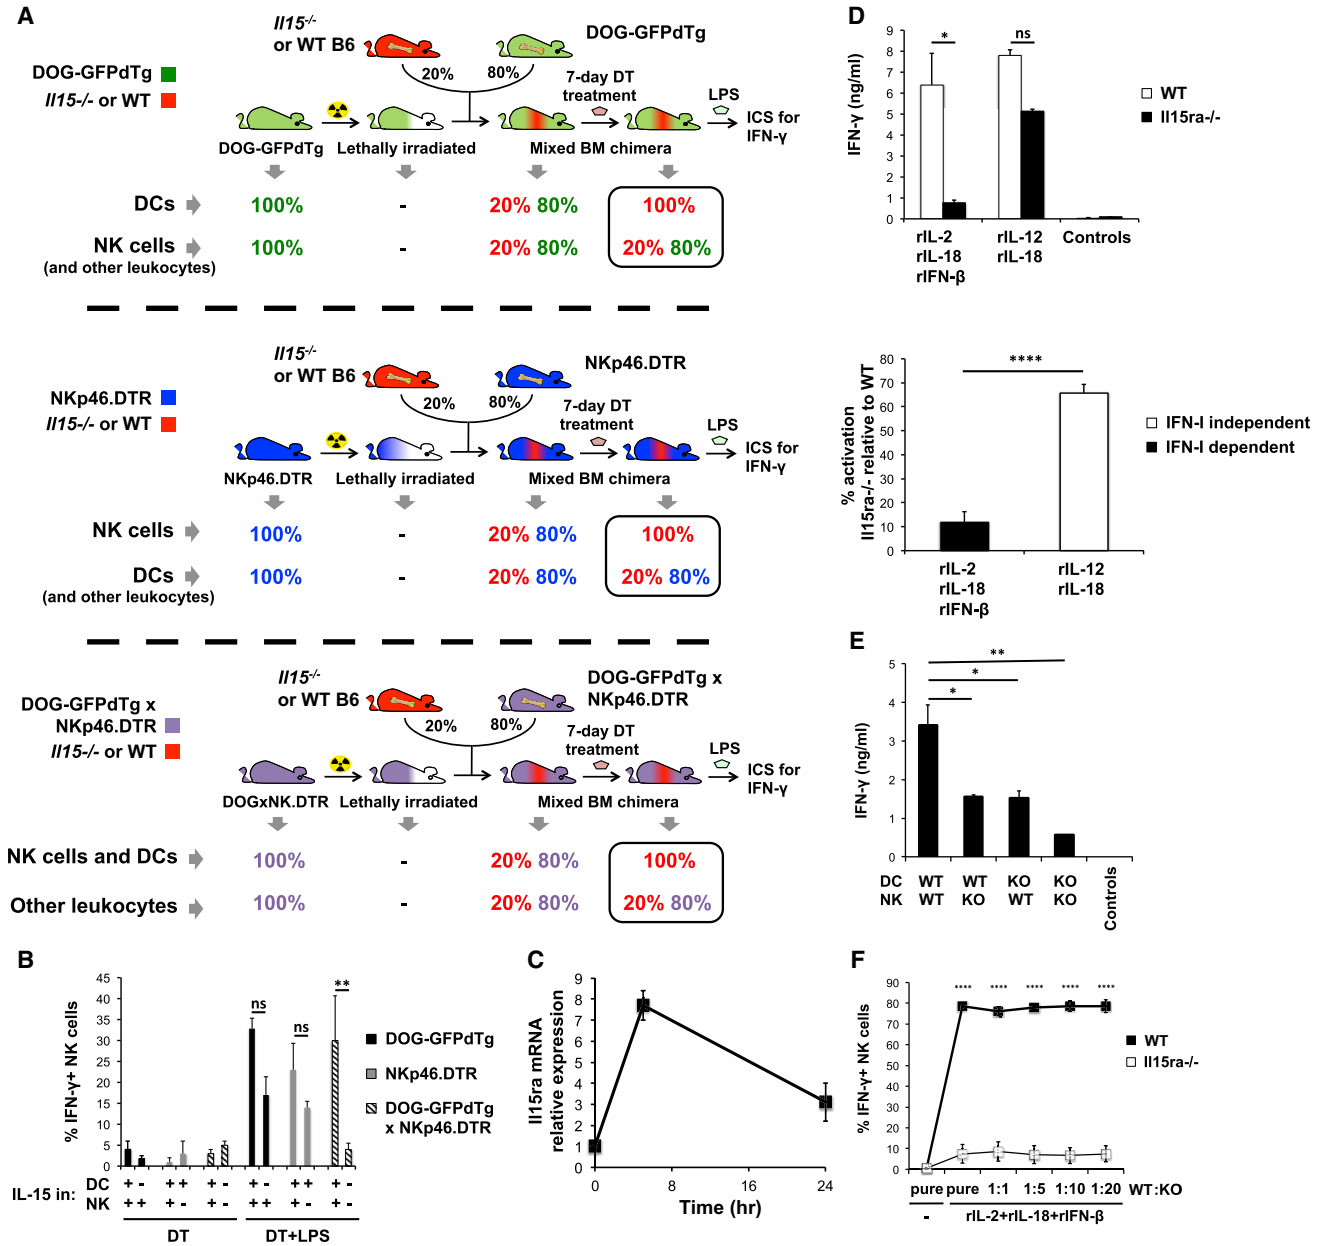 A
Il15-/-
or WT B6
DOG-GFPdTg
DOG-GFPdTg
Il15-/- or WT
20%
80%
7-day DT
treatment
LPS
ICS for
IFN-γ
DOG-GFPdTg
Lethally irradiated
Mixed BM chimera
DCs
100%
-
20% 80%
100%
NK cells
(and other leukocytes)
100%
-
20% 80%
20% 80%
Il15-/-
or WT B6
NKp46.DTR
NKp46.DTR
Il15-/- or WT
20%
80%
7-day DT
treatment
LPS
ICS for
IFN-γ
NKp46.DTR
Lethally irradiated
Mixed BM chimera
NK cells
100%
-
20% 80%
100%
DCs
(and other leukocytes)
100%
-
20% 80%
20% 80%
Il15-/-
or WT B6
DOG-GFPdTg x
NKp46.DTR
DOG-GFPdTg x
NKp46.DTR
Il15-/- or WT
20%
80%
7-day DT
treatment
LPS
ICS for
IFN-γ
DOGxNK.DTR
Lethally irradiated
Mixed BM chimera
NK cells and DCs
100%
-
20% 80%
100%
Other leukocytes
100%
-
20% 80%
20% 80%
B
% IFN-γ+ NK cells
45
40
35
30
25
20
15
10
5
0
ns
ns
**
DOG-GFPdTg
NKp46.DTR
DOG-GFPdTg
x NKp46.DTR
IL-15 in:
DC
+ - + + + - + - + + + -
NK
+ + + - + - + + + - + -
DT
DT+LPS
C
Il15ra mRNA
relative expression
9
8
7
6
5
4
3
2
1
0
0
8
16
24
Time (hr)
D
IFN-γ (ng/ml)
9
8
7
6
5
4
3
2
1
0
*
ns
WT
Il15ra-/-
rIL-2
rIL-18
rIFN-β
rIL-12
rIL-18
Controls
% activation
Il15ra-/- relative to WT
80
70
60
50
40
30
20
10
0
****
IFN-I independent
IFN-I dependent
rIL-2
rIL-18
rIFN-β
rIL-12
rIL-18
E
IFN-γ (ng/ml)
5
4
3
2
1
0
**
*
*
DC WT WT KO KO
NK WT KO WT KO
Controls
F
% IFN-γ+ NK cells
90
80
70
60
50
40
30
20
10
0
**** **** **** **** ****
WT
Il15ra-/-
pure pure 1:1 1:5 1:10 1:20 WT:KO
-
rIL-2+rIL-18+rIFN-β